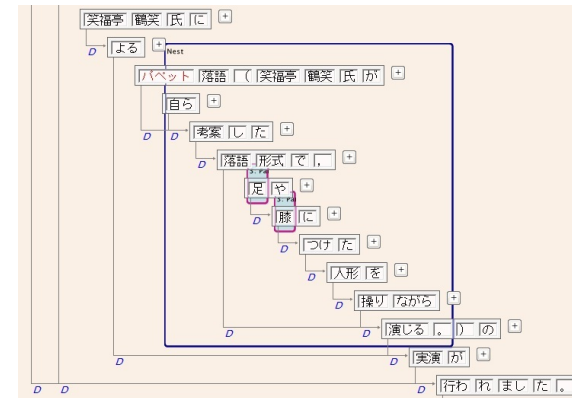 笑福亭 鶴笑 氏 に +
D よる + Nest
パペット 落語 ( 笑福亭 鶴笑 氏 が +
自ら +
D D 考案 し た +
D 落語 形式 で , +
足 や +
D 膝 に +
D つけ た +
D 人形 を +
D 操り ながら +
D D 演じる 。 ) の +
D D 実演 が +
D D D 行わ れ まし た 。